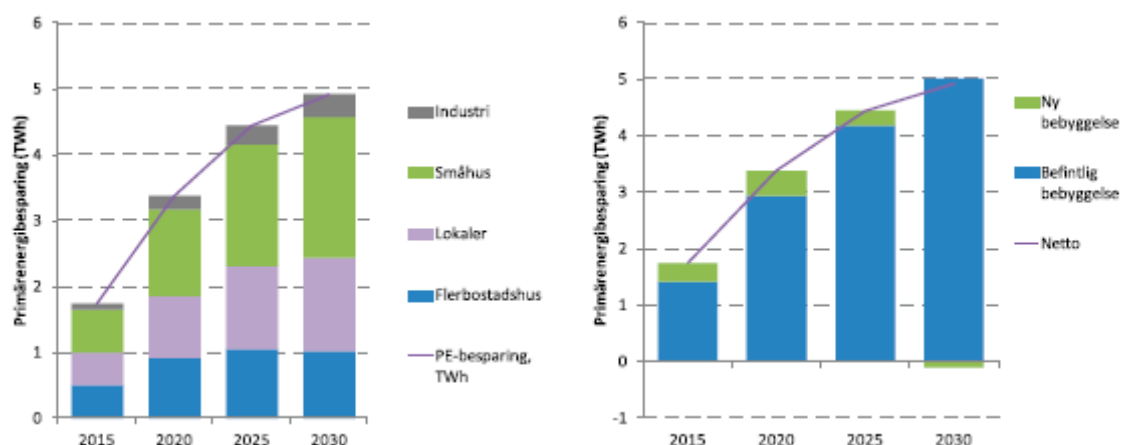 Primärenergibesparing (TWh)
6
5
4
3
2
1
0
2015 2020 2025 2030
Industri
Småhus
Lokaler
Flerbostadshus
PE-besparing,
TWh
Primärenergibesparing (TWh)
6
5
4
3
2
1
0
-1
2015 2020 2025 2030
Ny
bebyggelse
Befintlig
bebyggelse
Netto